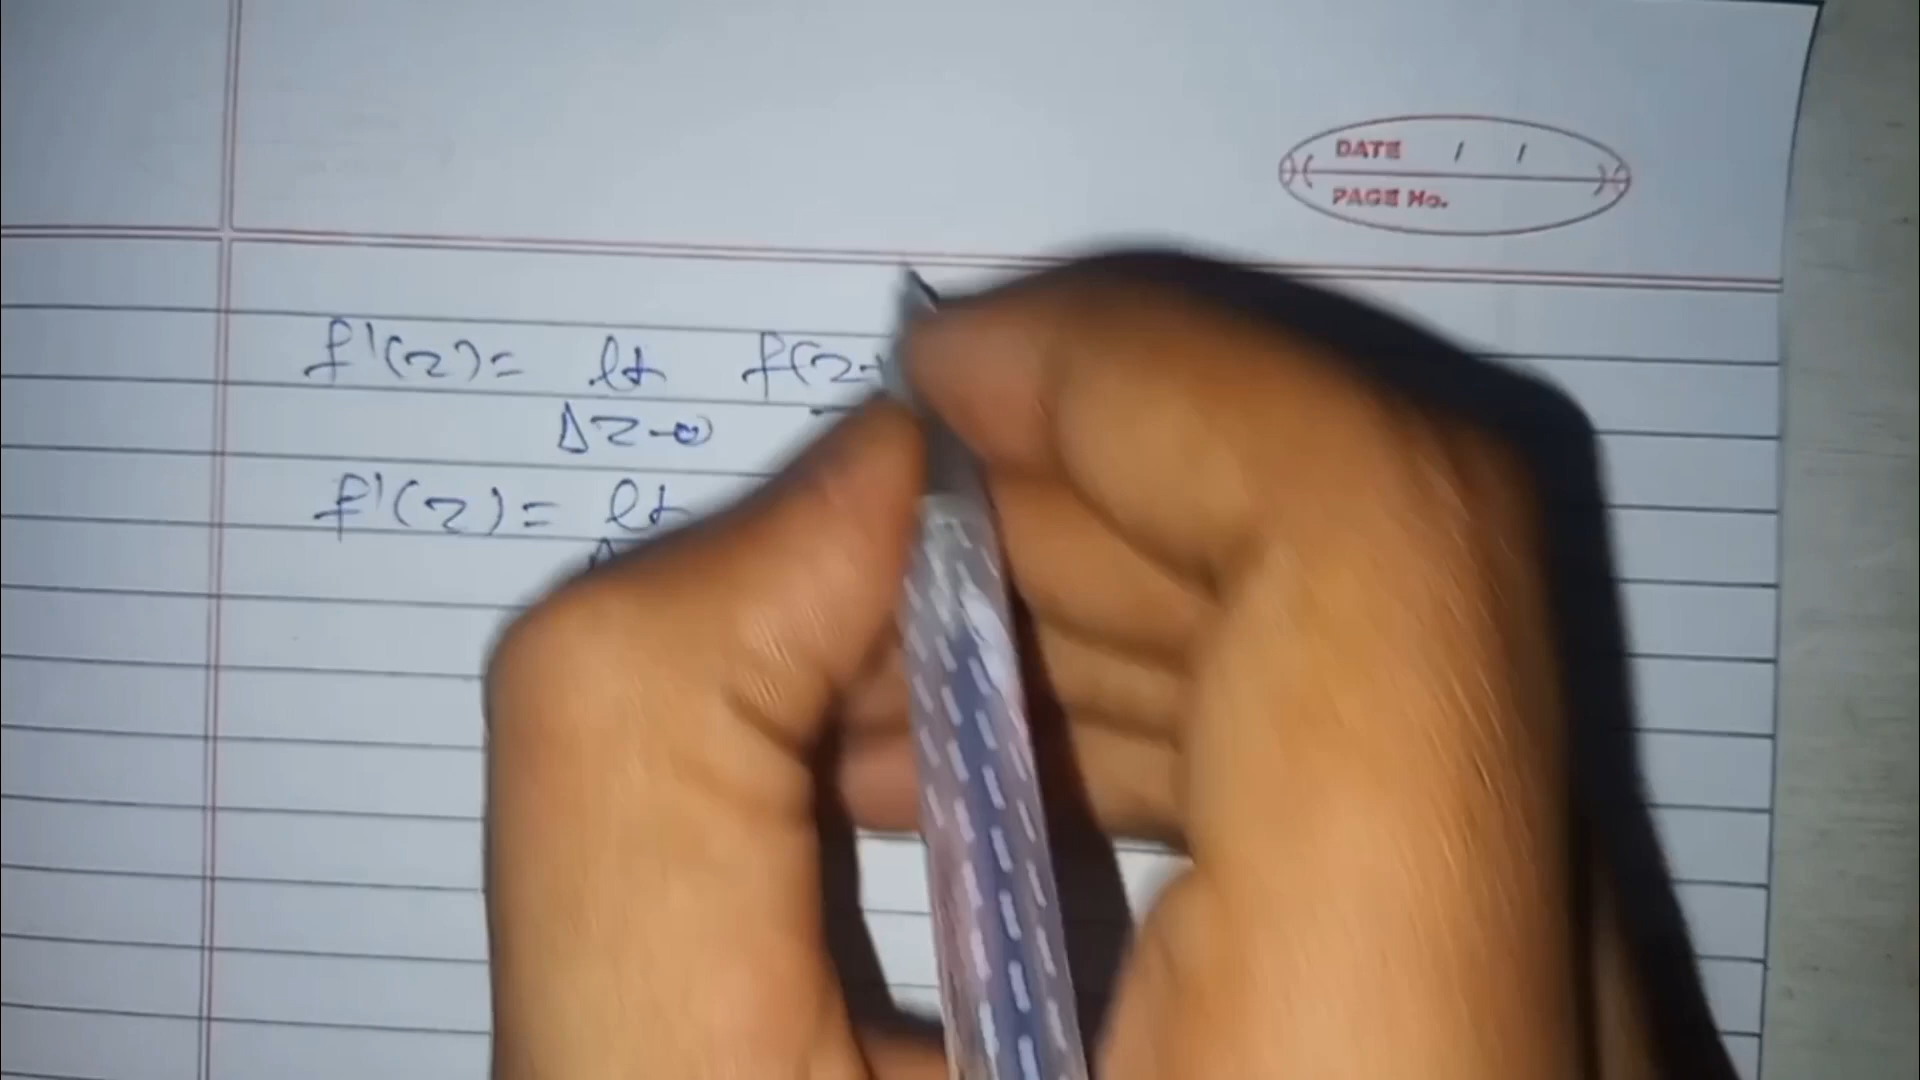 DATE / /
PAGE No.
f'(z)= lt f(z+
Δz→0
f'(z)= lt